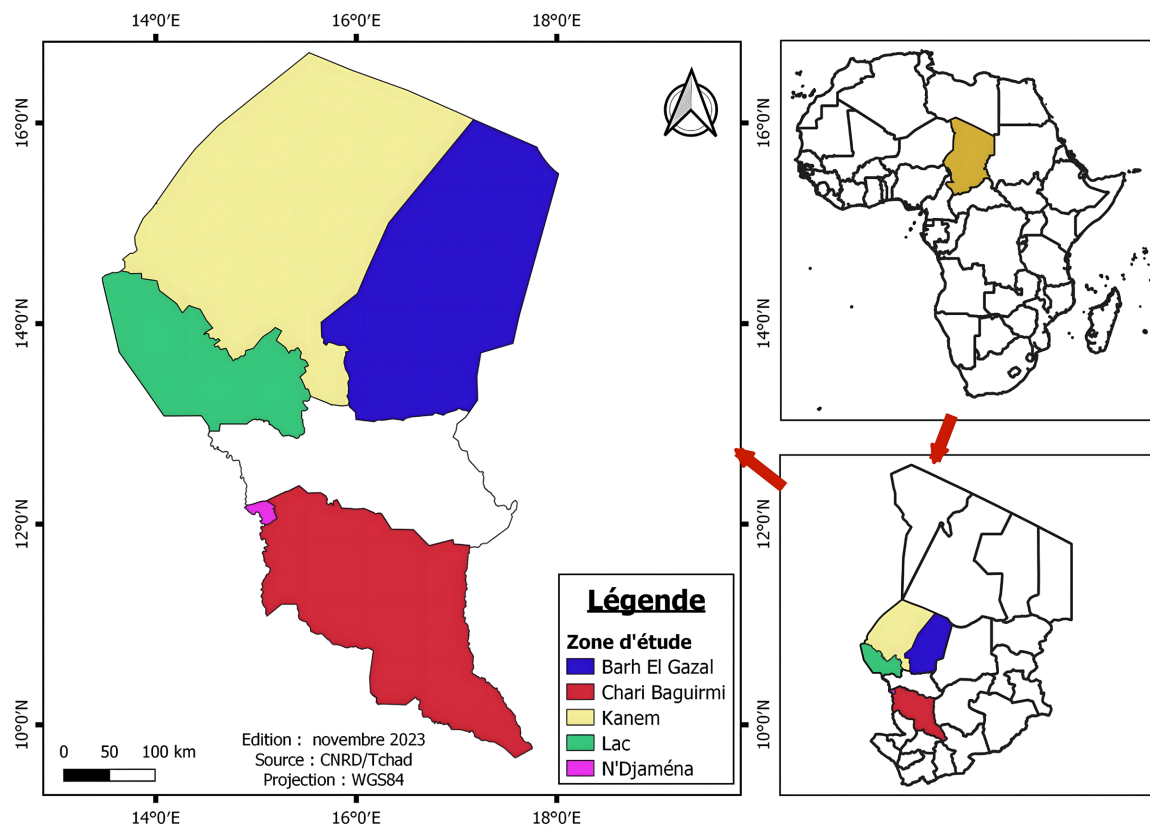 14°0′E 16°0′E 18°0′E
16°0′N 16°0′N
14°0′N 14°0′N
12°0′N 12°0′N
10°0′N 10°0′N
Légende
Zone d'étude
Barh El Gazal
Chari Baguirmi
Kanem
Lac
N'Djaména
0 50 100 km
Edition : novembre 2023
Source : CNRD/Tchad
Projection : WGS84
14°0′E 16°0′E 18°0′E